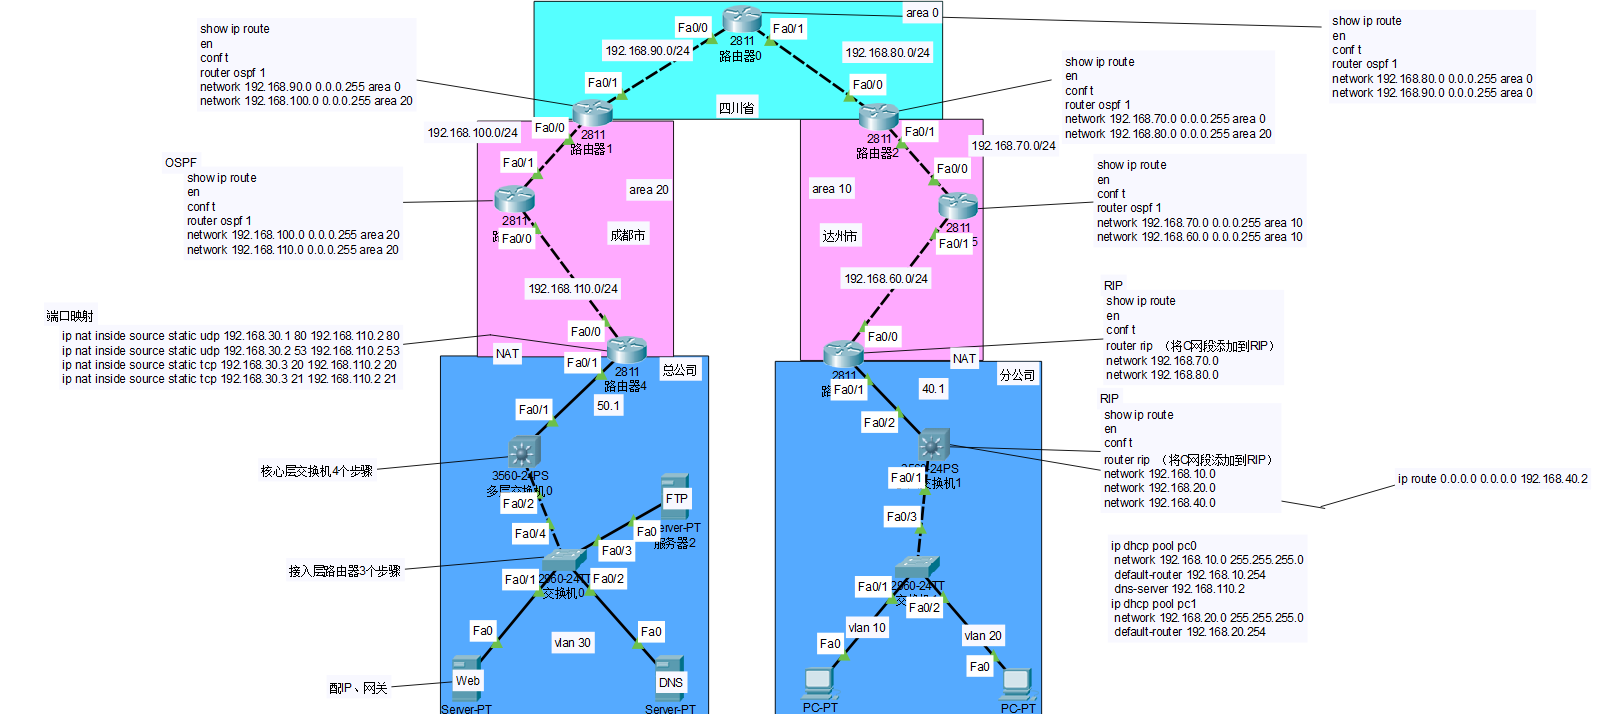 show ip route
en
conf t
router ospf 1
network 192.168.90.0 0.0.0.255 area 0
network 192.168.100.0 0.0.0.255 area 20
area 0
Fa0/0
Fa0/1
2811
路由器0
192.168.90.0/24
192.168.80.0/24
show ip route
en
conf t
router ospf 1
network 192.168.80.0 0.0.0.255 area 0
network 192.168.90.0 0.0.0.255 area 0
show ip route
en
conf t
router ospf 1
network 192.168.70.0 0.0.0.255 area 0
network 192.168.80.0 0.0.0.255 area 20
Fa0/1
Fa0/0
四川省
192.168.100.0/24
Fa0/0
2811
路由器1
Fa0/1
2811
路由器2
192.168.70.0/24
OSPF
show ip route
en
conf t
router ospf 1
network 192.168.100.0 0.0.0.255 area 20
network 192.168.110.0 0.0.0.255 area 20
Fa0/1
area 20
2811
Fa0/0
成都市
192.168.110.0/24
area 10
Fa0/0
达州市
2811
Fa0/1
5
192.168.60.0/24
show ip route
en
conf t
router ospf 1
network 192.168.70.0 0.0.0.255 area 10
network 192.168.60.0 0.0.0.255 area 10
端口映射
ip nat inside source static udp 192.168.30.1 80 192.168.110.2 80
ip nat inside source static udp 192.168.30.2 53 192.168.110.2 53
ip nat inside source static tcp 192.168.30.3 20 192.168.110.2 20
ip nat inside source static tcp 192.168.30.3 21 192.168.110.2 21
Fa0/0
NAT
Fa0/1
2811
路由器4
总公司
50.1
Fa0/0
NAT
2811
Fa0/1
分公司
40.1
RIP
show ip route
en
conf t
router rip （将C网段添加到RIP）
network 192.168.70.0
network 192.168.80.0
RIP
show ip route
en
conf t
router rip （将C网段添加到RIP）
network 192.168.10.0
network 192.168.20.0
network 192.168.40.0
ip route 0.0.0.0 0.0.0.0 192.168.40.2
Fa0/1
核心层交换机4个步骤
3560-24PS
多层交换机0
Fa0/2
Fa0/4
FTP
Server-PT
服务器2
Fa0
Fa0/3
接入层路由器3个步骤
Fa0/1
2960-24TT
交换机0
Fa0/2
Fa0
vlan 30
Fa0
配IP、网关
Web
Server-PT
DNS
Server-PT
Fa0/2
3560-24PS
交换机1
Fa0/1
Fa0/3
Fa0/1
2960-24TT
Fa0/2
vlan 10
vlan 20
Fa0
Fa0
PC-PT
PC-PT
ip dhcp pool pc0
network 192.168.10.0 255.255.255.0
default-router 192.168.10.254
dns-server 192.168.110.2
ip dhcp pool pc1
network 192.168.20.0 255.255.255.0
default-router 192.168.20.254